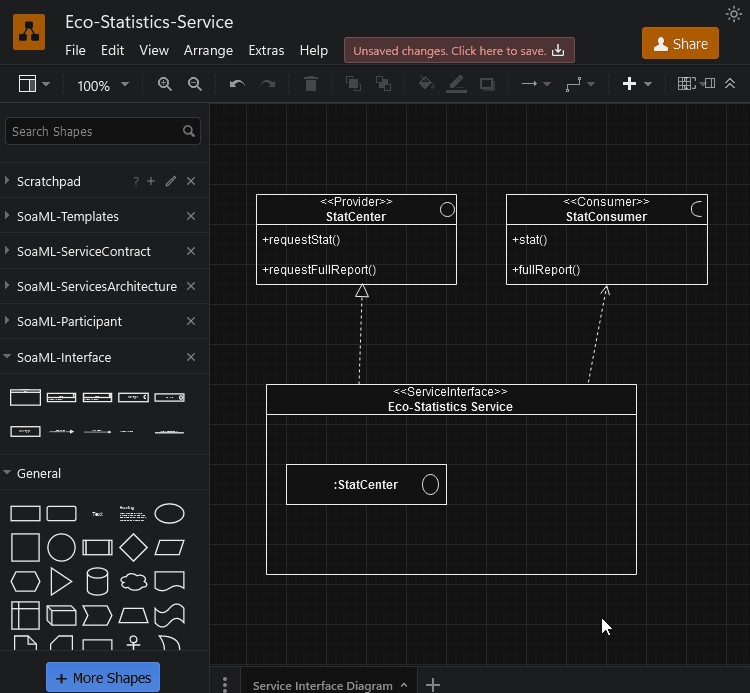 Eco-Statistics-Service
File Edit View Arrange Extras Help
Unsaved changes. Click here to save.
Share
100%
Search Shapes
Scratchpad ?
SoaML-Templates
SoaML-ServiceContract
SoaML-ServicesArchitecture
SoaML-Participant
SoaML-Interface
General
Text
Heading
More Shapes
<<Provider>>
StatCenter
+requestStat()
+requestFullReport()
<<Consumer>>
StatConsumer
+stat()
+fullReport()
<<ServiceInterface>>
Eco-Statistics Service
:StatCenter
Service Interface Diagram